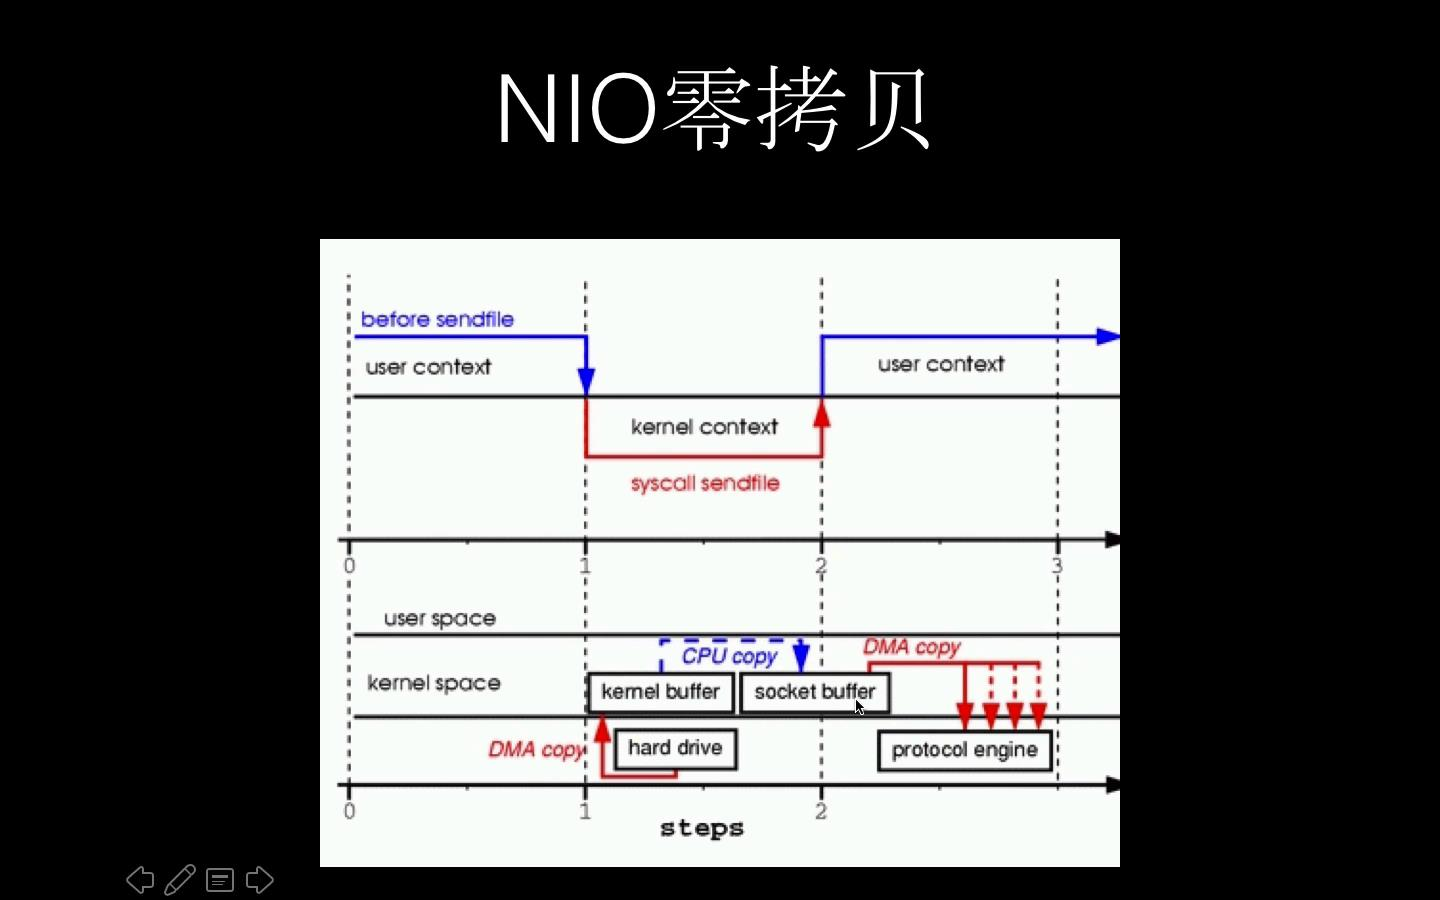 NIO零拷贝
before sendfile
user context
user context
kernel context
syscall sendfile
0 1 2 3
user space
CPU copy
DMA copy
kernel space
kernel buffer
socket buffer
DMA copy
hard drive
protocol engine
0 1 2
steps